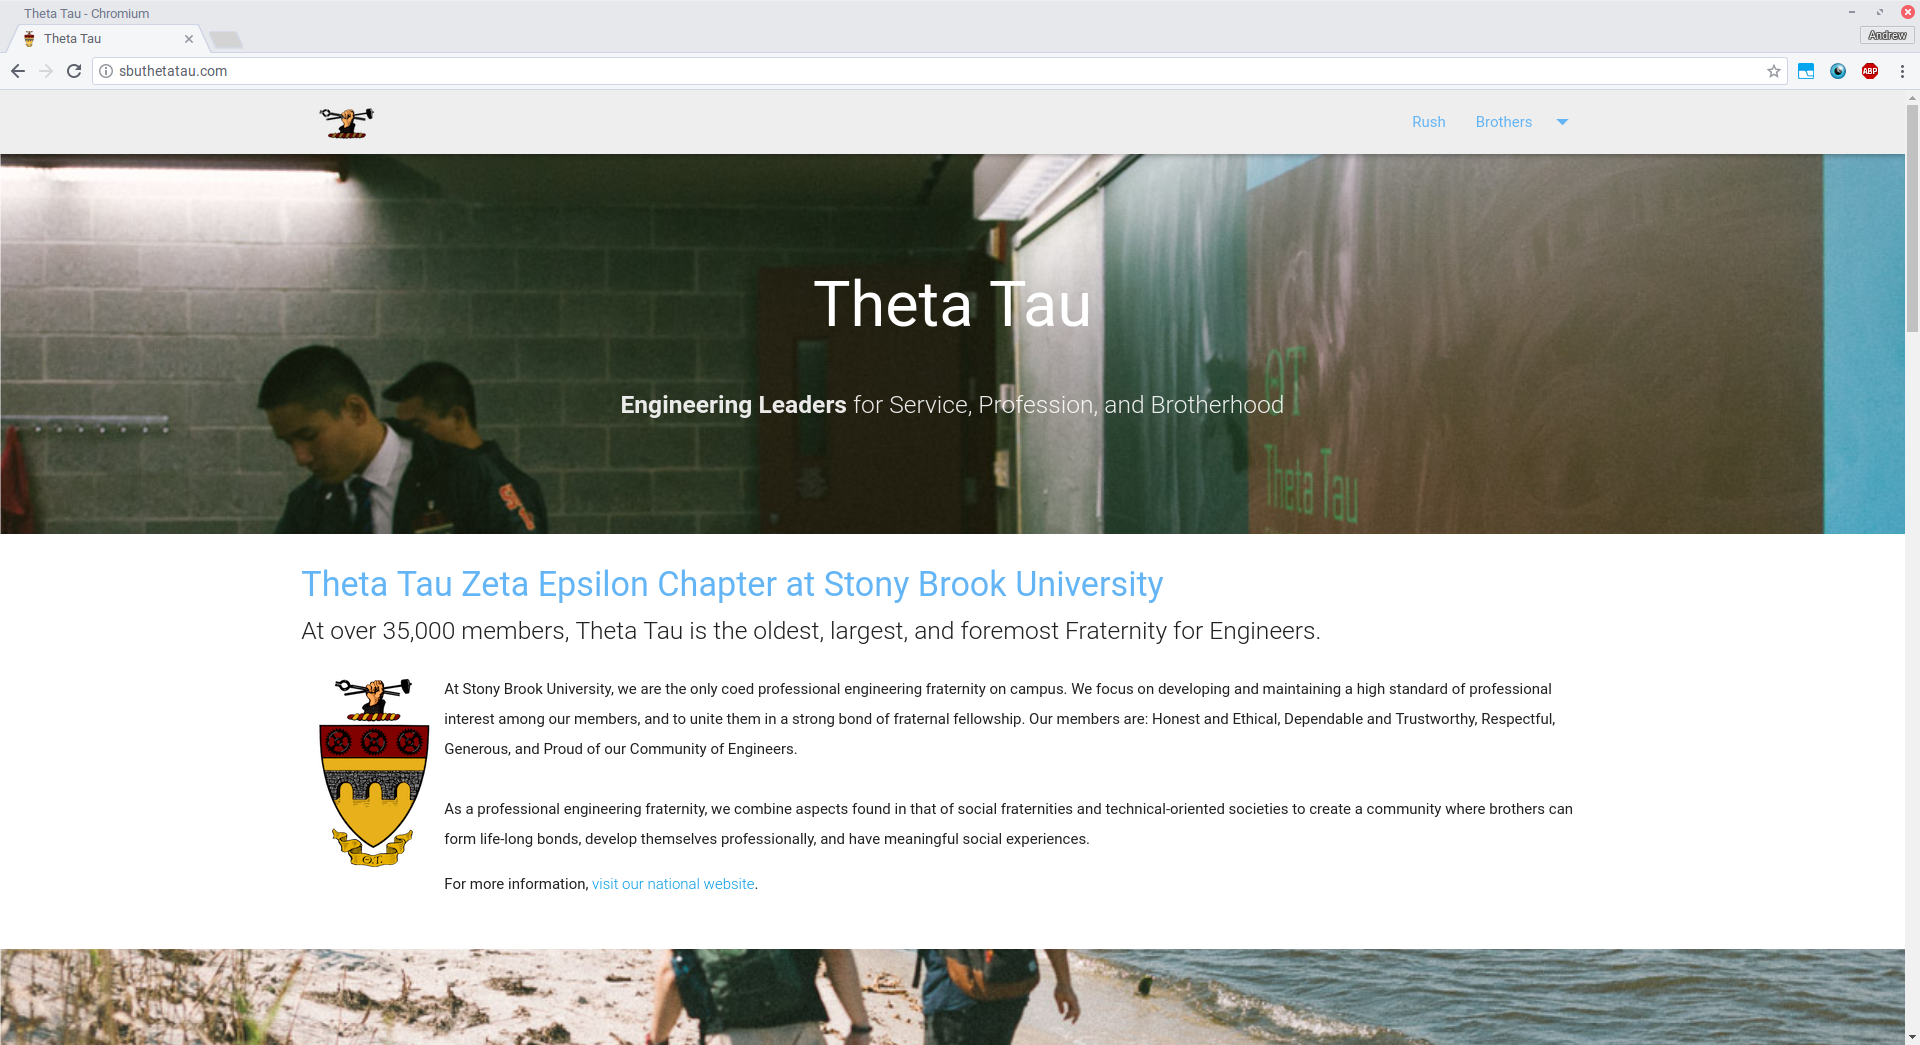 Theta Tau - Chromium
Theta Tau
Andrew
sbuthetatau.com
ABP
Rush
Brothers
Theta Tau
Engineering Leaders for Service, Profession, and Brotherhood
ΘT
Theta Tau
Theta Tau Zeta Epsilon Chapter at Stony Brook University
At over 35,000 members, Theta Tau is the oldest, largest, and foremost Fraternity for Engineers.
At Stony Brook University, we are the only coed professional engineering fraternity on campus. We focus on developing and maintaining a high standard of professional
interest among our members, and to unite them in a strong bond of fraternal fellowship. Our members are: Honest and Ethical, Dependable and Trustworthy, Respectful,
Generous, and Proud of our Community of Engineers.
As a professional engineering fraternity, we combine aspects found in that of social fraternities and technical-oriented societies to create a community where brothers can
form life-long bonds, develop themselves professionally, and have meaningful social experiences.
Θ.T.
For more information, visit our national website.